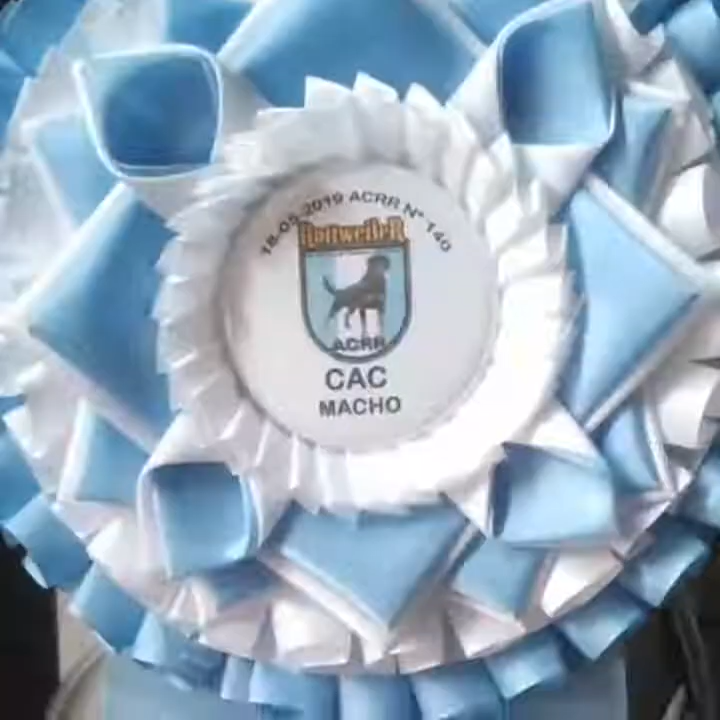 18-05-2019 ACRR N° 140
RottweileR
ACRR
CAC
MACHO